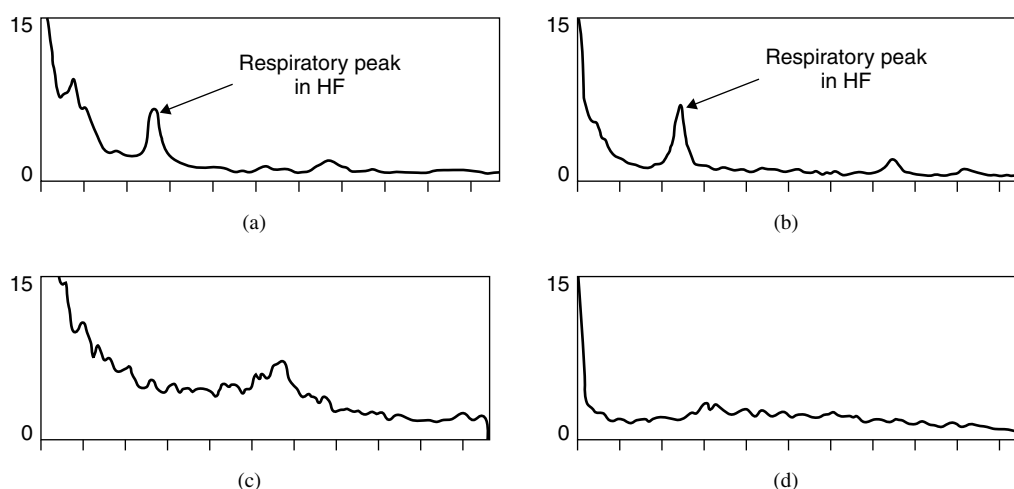 15
Respiratory peak
in HF
0
(a)
15
Respiratory peak
in HF
0
(b)
15
0
(c)
15
0
(d)